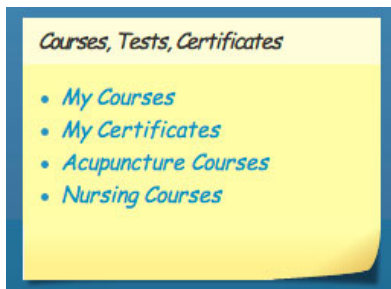 Courses, Tests, Certificates
My Courses
My Certificates
Acupuncture Courses
Nursing Courses